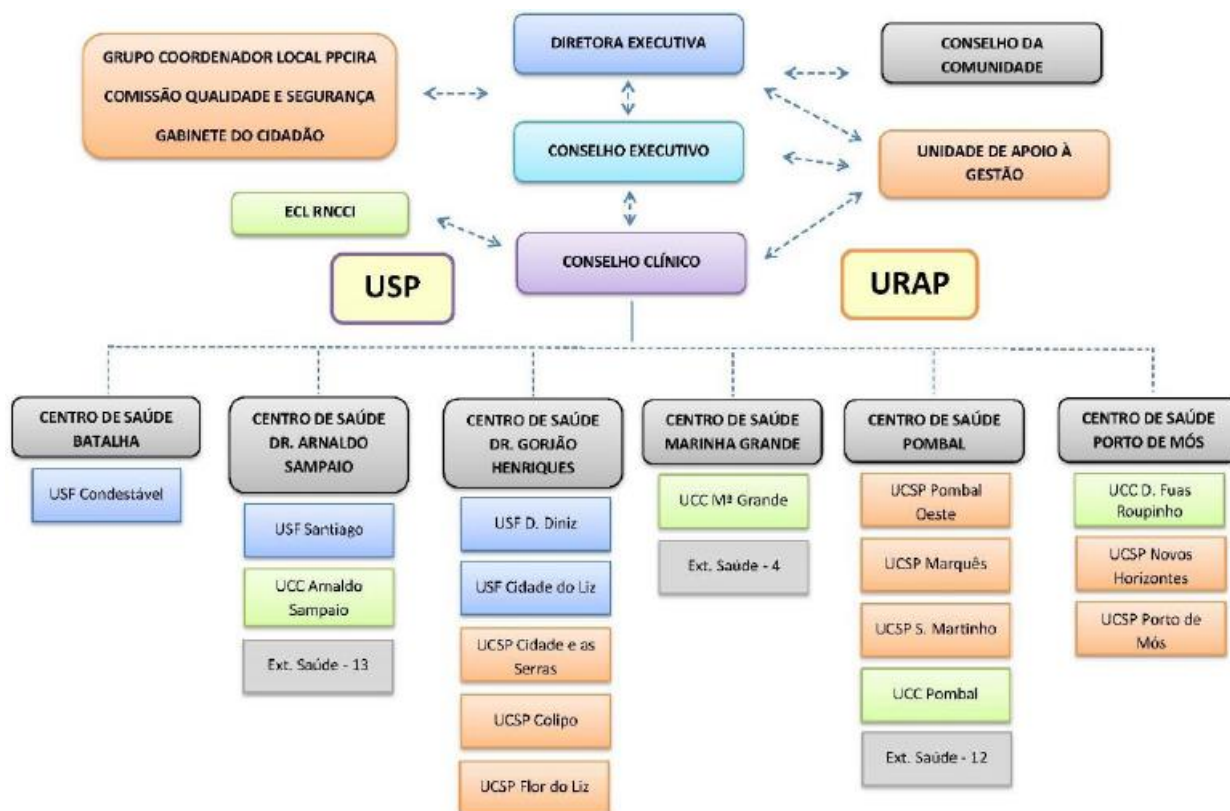 DIRETORA EXECUTIVA
GRUPO COORDENADOR LOCAL PPCIRA
COMISSÃO QUALIDADE E SEGURANÇA
GABINETE DO CIDADÃO
CONSELHO DA
COMUNIDADE
CONSELHO EXECUTIVO
UNIDADE DE APOIO À
GESTÃO
ECL RNCCI
CONSELHO CLÍNICO
USP
URAP
CENTRO DE SAÚDE
BATALHA
USF Condestável
CENTRO DE SAÚDE
DR. ARNALDO
SAMPAIO
USF Santiago
UCC Arnaldo
Sampaio
Ext. Saúde - 13
CENTRO DE SAÚDE
DR. GORJÃO
HENRIQUES
USF D. Diniz
USF Cidade do Liz
UCSP Cidade e as
Serras
UCSP Colipo
UCSP Flor do Liz
CENTRO DE SAÚDE
MARINHA GRANDE
UCC Mª Grande
Ext. Saúde - 4
CENTRO DE SAÚDE
POMBAL
UCSP Pombal
Oeste
UCSP Marquês
UCSP S. Martinho
UCC Pombal
Ext. Saúde - 12
CENTRO DE SAÚDE
PORTO DE MÓS
UCC D. Fuas
Roupinho
UCSP Novos
Horizontes
UCSP Porto de
Mós